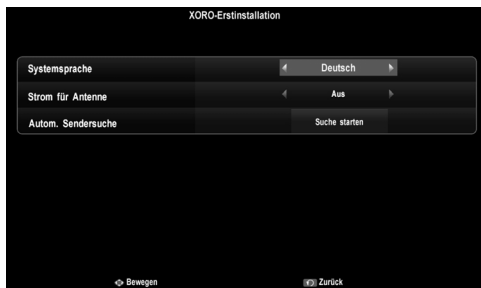 XORO-Erstinstallation
Systemsprache Deutsch
Strom für Antenne Aus
Autom. Sendersuche Suche starten
Bewegen Zurück